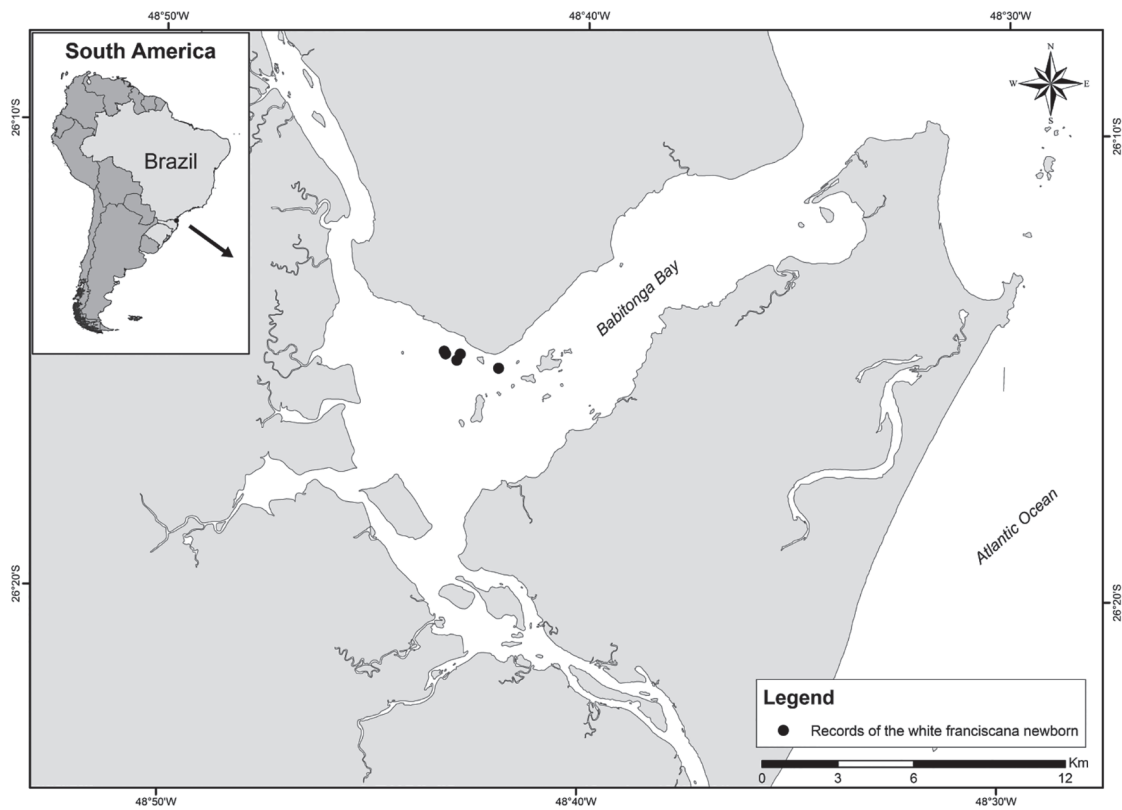 48°50'W 48°40'W 48°30'W
South America
Brazil
N
W E
S
26°10'S 26°10'S
Babitonga Bay
Atlantic Ocean
26°20'S 26°20'S
Legend
Records of the white franciscana newborn
Km
0 3 6 12
48°50'W 48°40'W 48°30'W